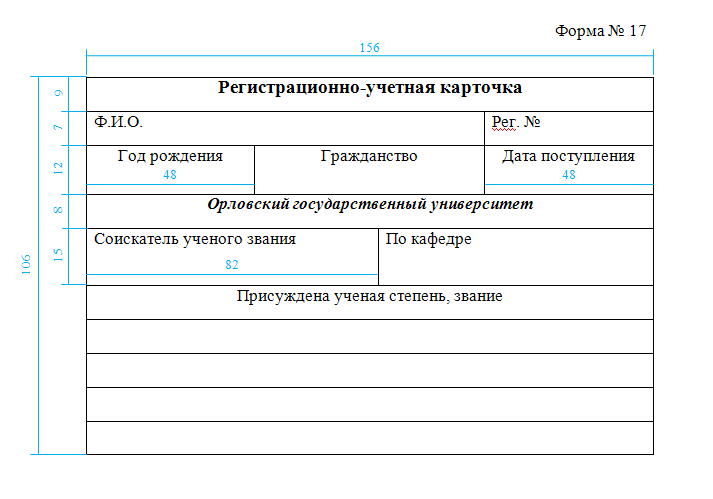 Форма № 17
156
9
Регистрационно-учетная карточка
7
Ф.И.О.
Рег. №
12
Год рождения
Гражданство
Дата поступления
48
48
8
Орловский государственный университет
106
15
Соискатель ученого звания
По кафедре
82
Присуждена ученая степень, звание